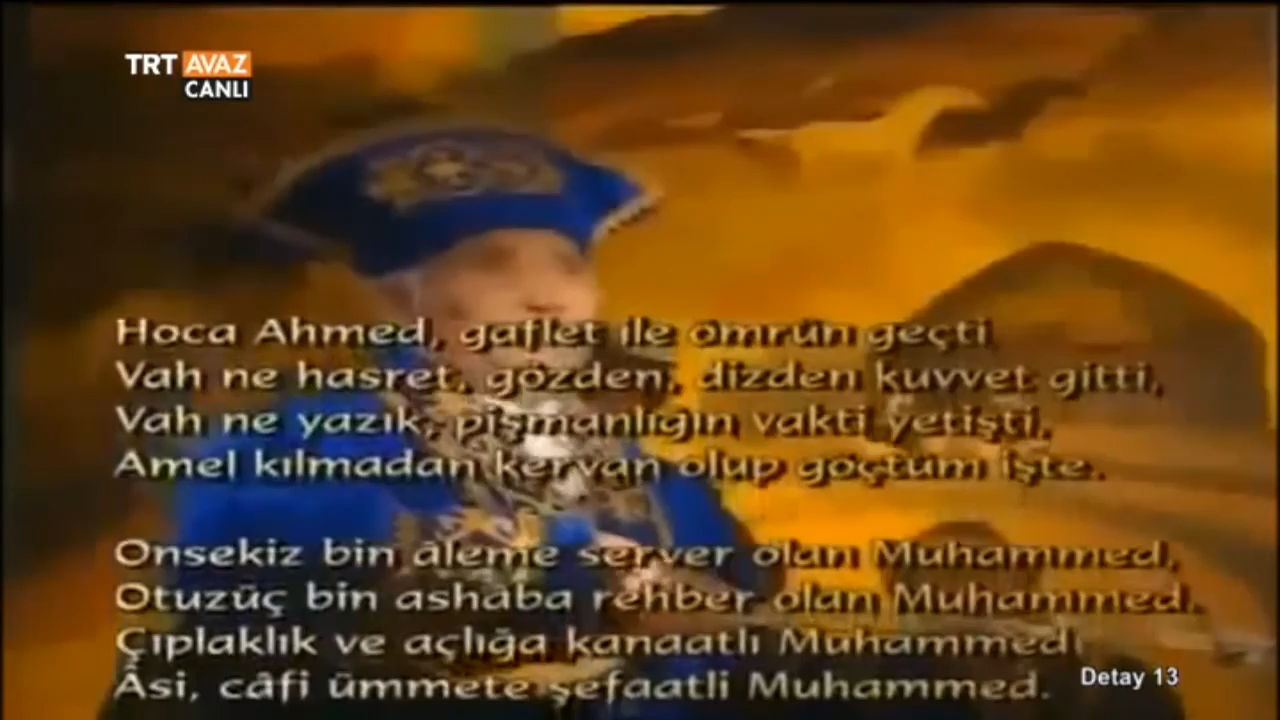 TRT AVAZ
CANLI
Hoca Ahmed, gaflet ile ömrün geçti,
Vah ne hasret, gözden, dizden kuvvet gitti,
Vah ne yazık, pişmanlığın vakti yetişti,
Amel kılmadan kervan olup göçtüm işte.
Onsekiz bin âleme server olan Muhammed,
Otuzüç bin ashaba rehber olan Muhammed.
Çıplaklık ve açlığa kanaatlı Muhammed,
Âsi, câfi ümmete şefaatli Muhammed.
Detay 13